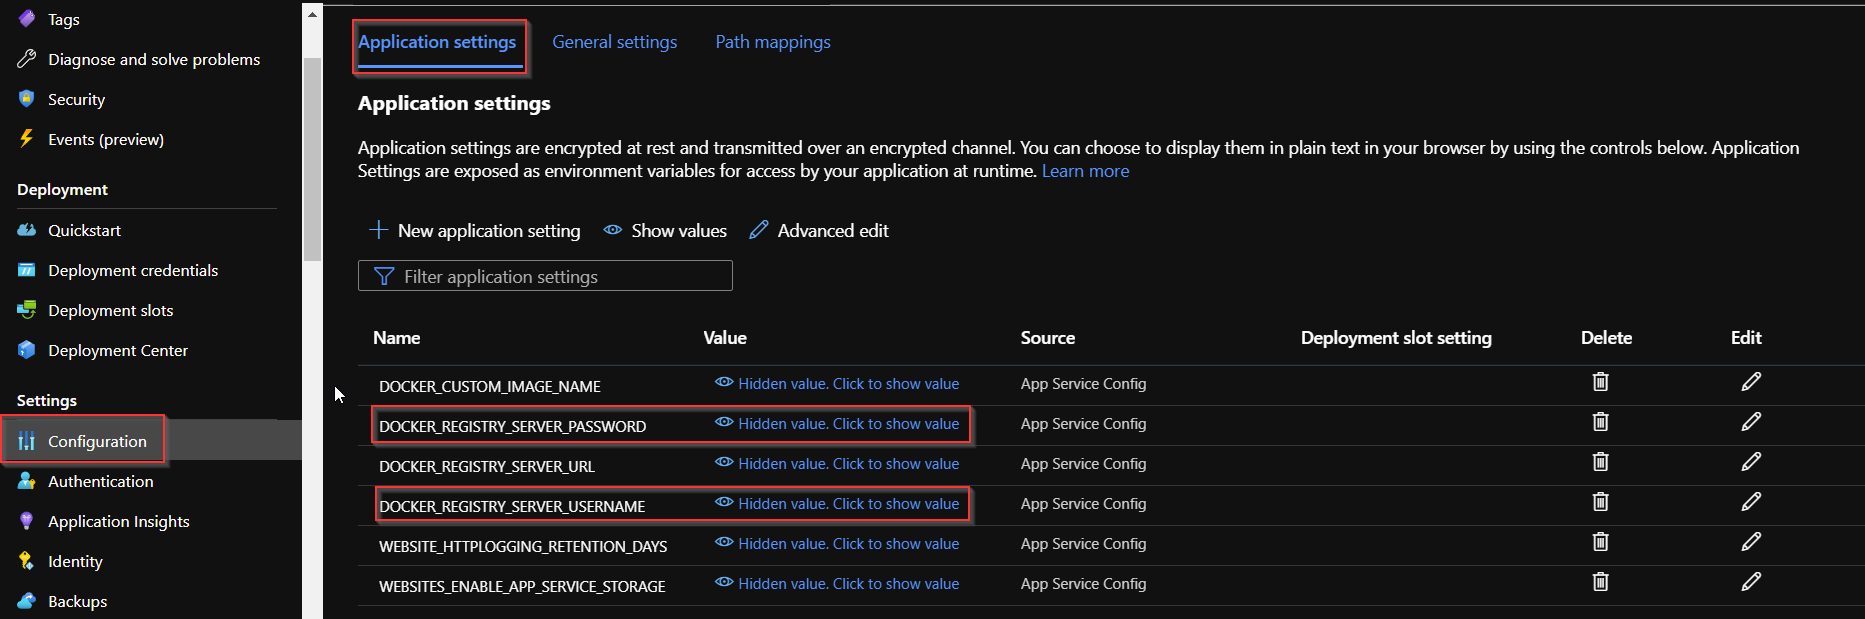 Tags
Diagnose and solve problems
Security
Events (preview)
Deployment
Quickstart
Deployment credentials
Deployment slots
Deployment Center
Settings
Configuration
Authentication
Application Insights
Identity
Backups
Application settings General settings Path mappings
Application settings
Application settings are encrypted at rest and transmitted over an encrypted channel. You can choose to display them in plain text in your browser by using the controls below. Application
Settings are exposed as environment variables for access by your application at runtime. Learn more
New application setting Show values Advanced edit
Filter application settings
Name Value Source Deployment slot setting Delete Edit
DOCKER_CUSTOM_IMAGE_NAME Hidden value. Click to show value App Service Config
DOCKER_REGISTRY_SERVER_PASSWORD Hidden value. Click to show value App Service Config
DOCKER_REGISTRY_SERVER_URL Hidden value. Click to show value App Service Config
DOCKER_REGISTRY_SERVER_USERNAME Hidden value. Click to show value App Service Config
WEBSITE_HTTPLOGGING_RETENTION_DAYS Hidden value. Click to show value App Service Config
WEBSITES_ENABLE_APP_SERVICE_STORAGE Hidden value. Click to show value App Service Config